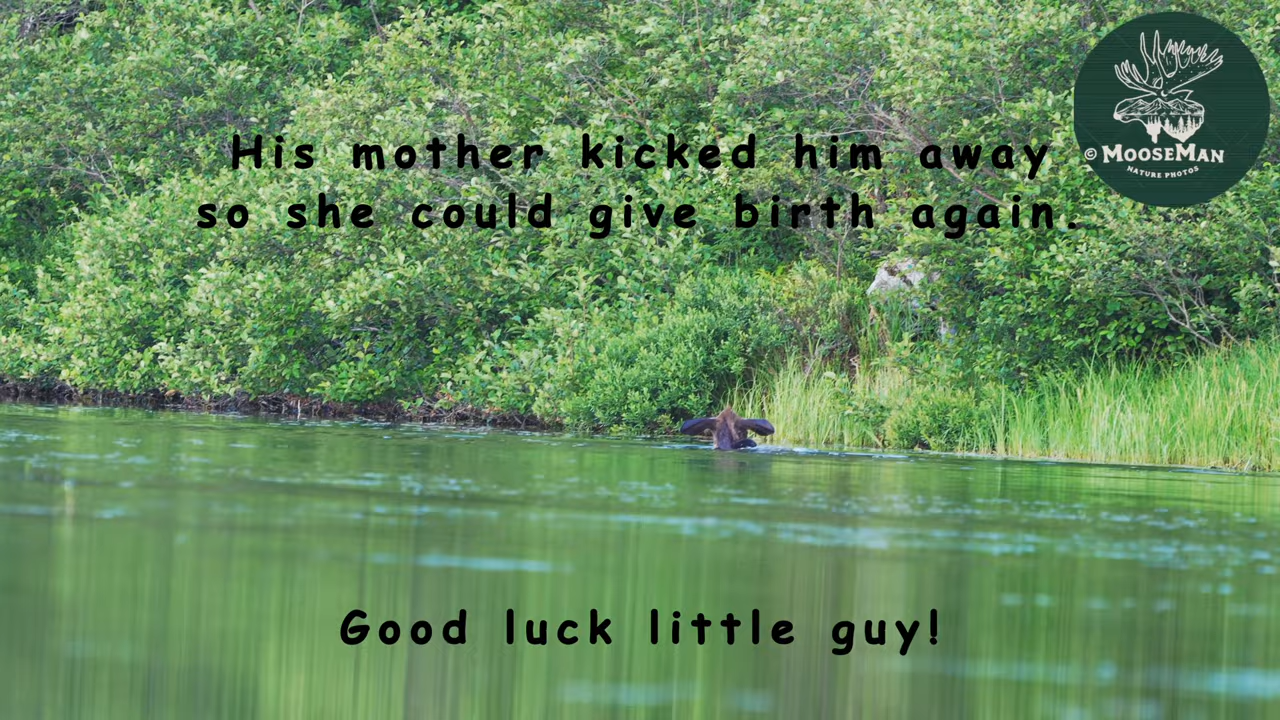 His mother kicked him away
so she could give birth again.
© MOOSEMAN
NATURE PHOTOS
Good luck little guy!